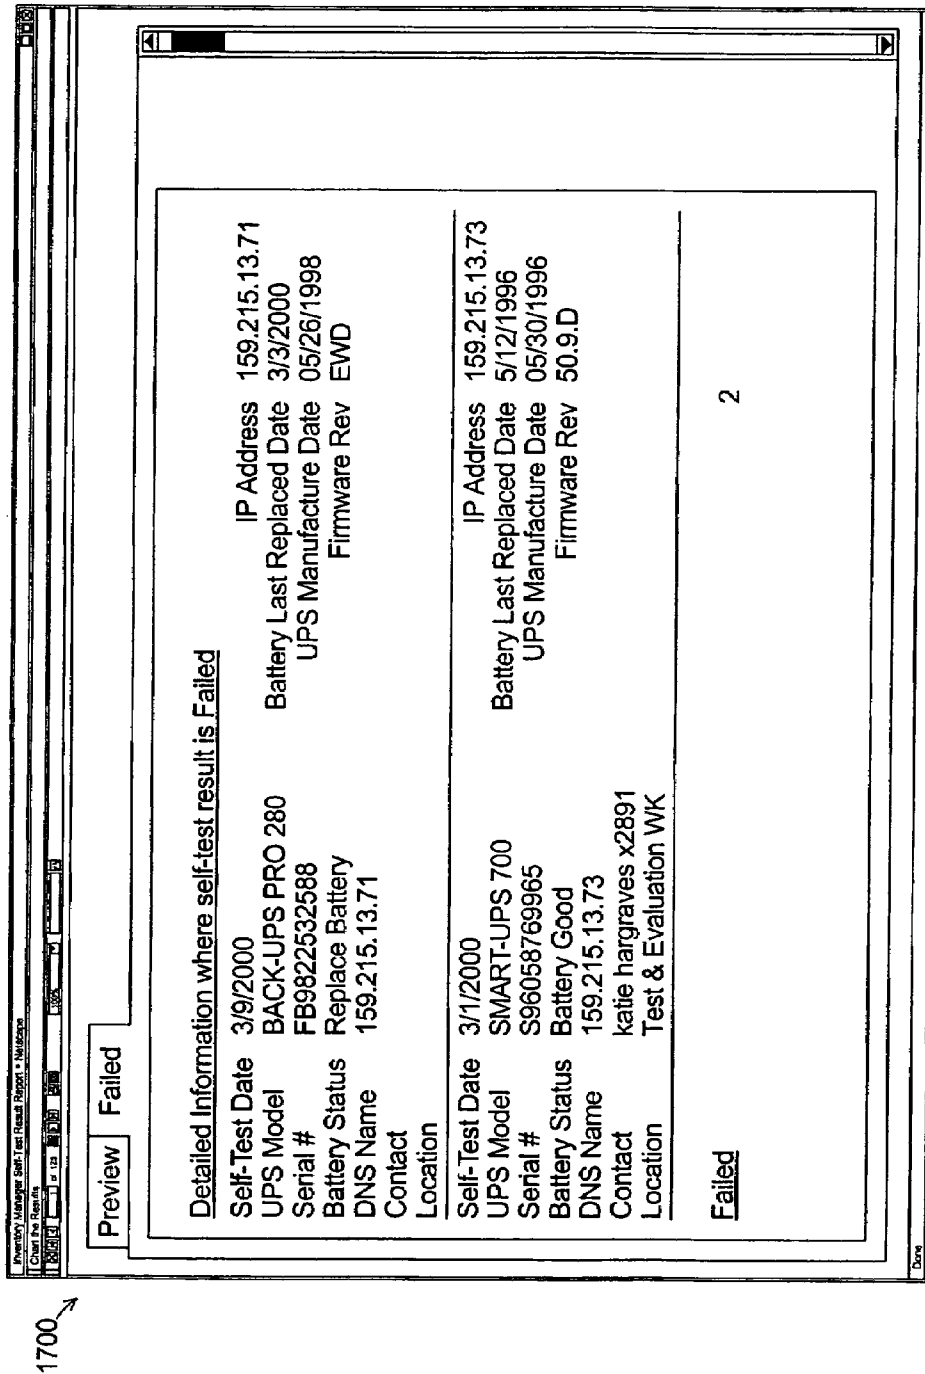 1700
Inventory Manager Self-Test Result Report • Netscape
Chart the Results
1 of 123 100%
Preview Failed
Detailed Information where self-test result is Failed
Self-Test Date 3/9/2000 IP Address 159.215.13.71
UPS Model BACK-UPS PRO 280 Battery Last Replaced Date 3/3/2000
Serial # FB9822532588 UPS Manufacture Date 05/26/1998
Battery Status Replace Battery Firmware Rev EWD
DNS Name 159.215.13.71
Contact
Location
Self-Test Date 3/1/2000 IP Address 159.215.13.73
UPS Model SMART-UPS 700 Battery Last Replaced Date 5/12/1996
Serial # S96058769965 UPS Manufacture Date 05/30/1996
Battery Status Battery Good Firmware Rev 50.9.D
DNS Name 159.215.13.73
Contact katie hargraves x2891
Location Test & Evaluation WK
Failed 2
Done